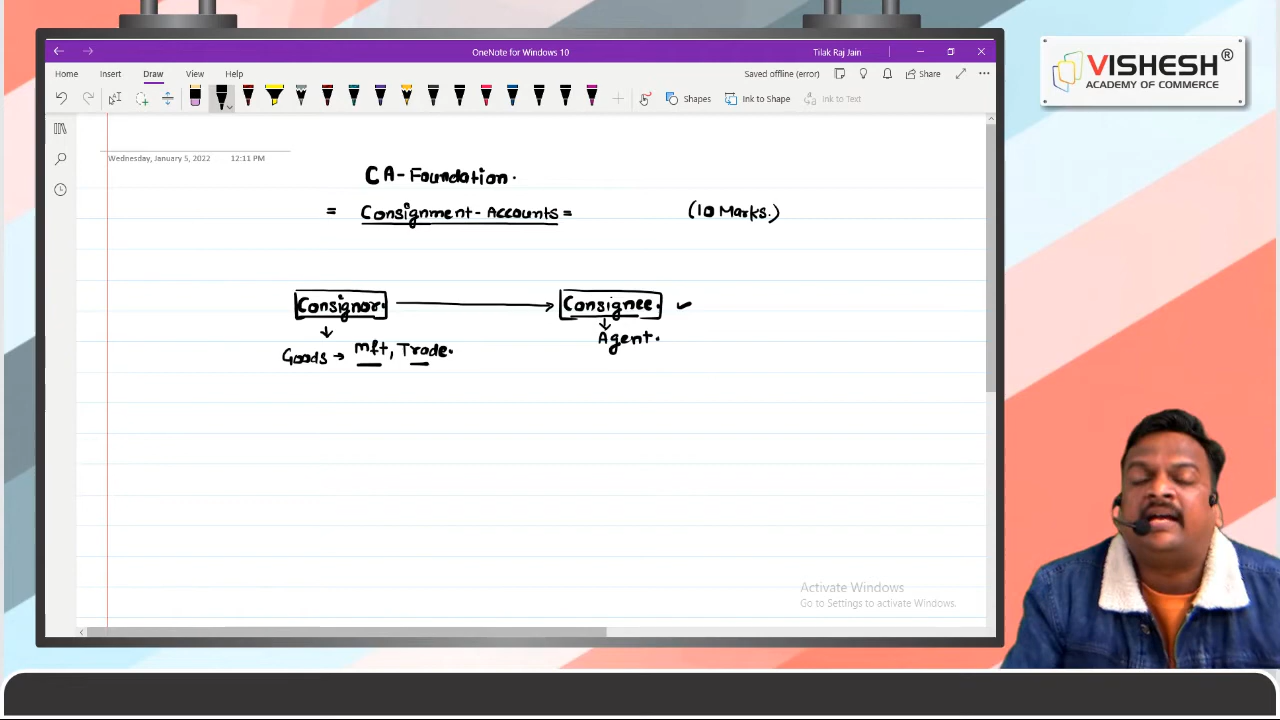 OneNote for Windows 10
Tilak Raj Jain
Home Insert Draw View Help
Saved offline (error)
Share
Shapes
Ink to Shape
Ink to Text
VISHESH®
ACADEMY OF COMMERCE
Wednesday, January 5, 2022 12:11 PM
CA-Foundation.
= Consignment-Accounts = (10 Marks.)
Consignor. Consignee.
Goods → mft, Trade. Agent.
Activate Windows
Go to Settings to activate Windows.